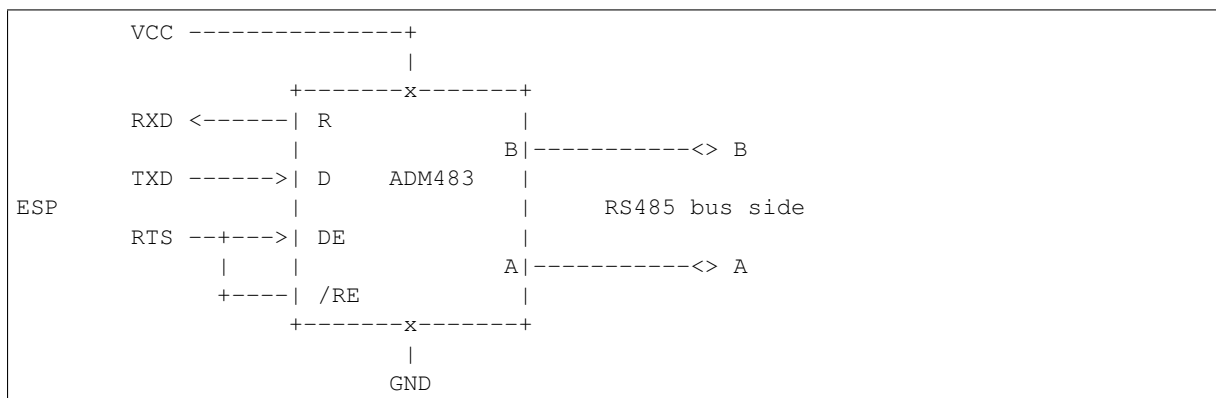 VCC ---------------+
|
+-------x-------+
RXD <------| R |
| B|-----------<> B
TXD ------>| D ADM483 |
ESP | | RS485 bus side
RTS --+--->| DE |
| | A|-----------<> A
+----| /RE |
+-------x-------+
|
GND